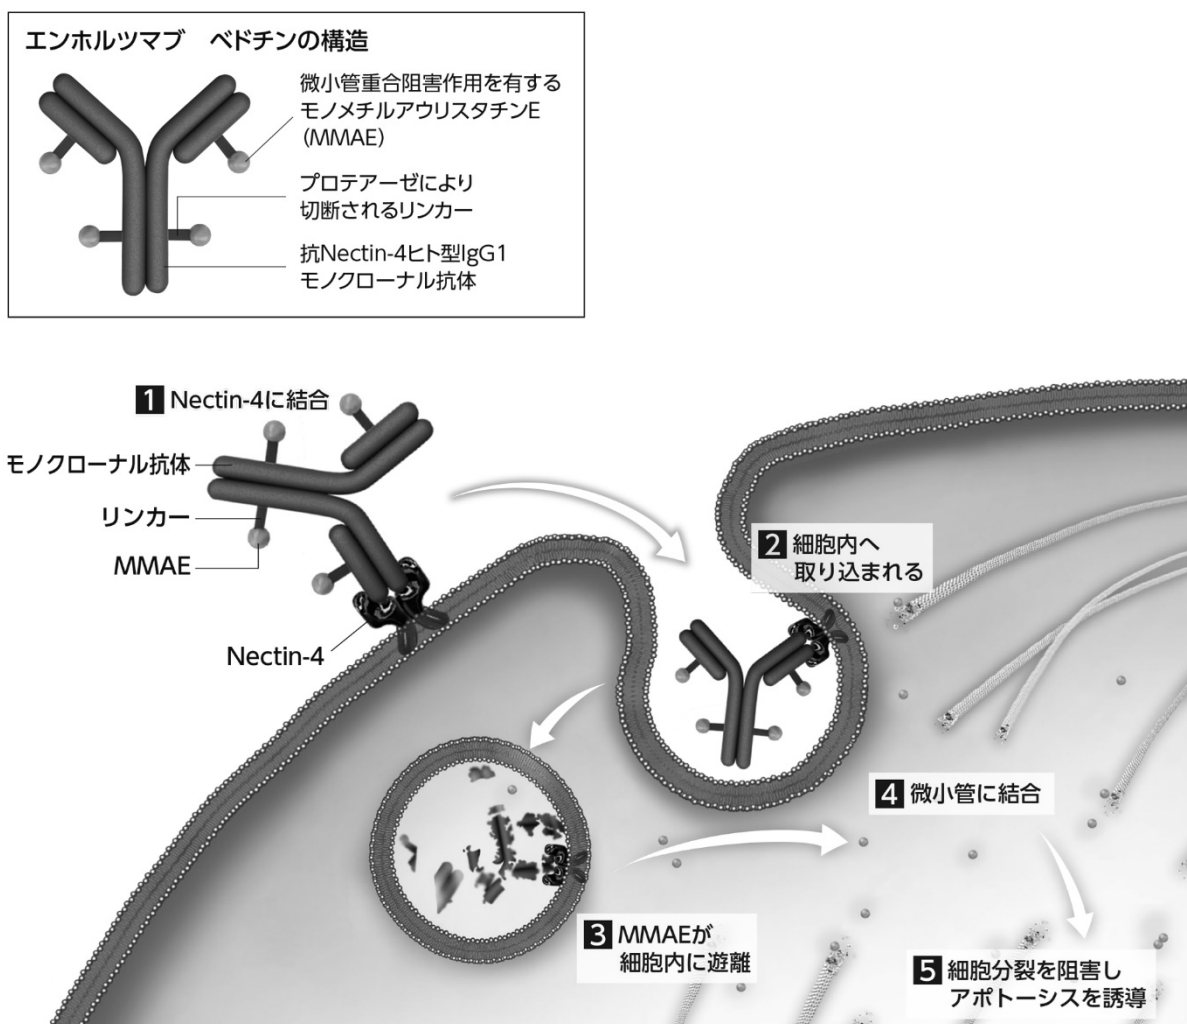 エンホルツマブ　ベドチンの構造
微小管重合阻害作用を有する
モノメチルアウリスタチンE
(MMAE)
プロテアーゼにより
切断されるリンカー
抗Nectin-4ヒト型IgG1
モノクローナル抗体
1 Nectin-4に結合
モノクローナル抗体
リンカー
MMAE
Nectin-4
2 細胞内へ
取り込まれる
3 MMAEが
細胞内に遊離
4 微小管に結合
5 細胞分裂を阻害し
アポトーシスを誘導